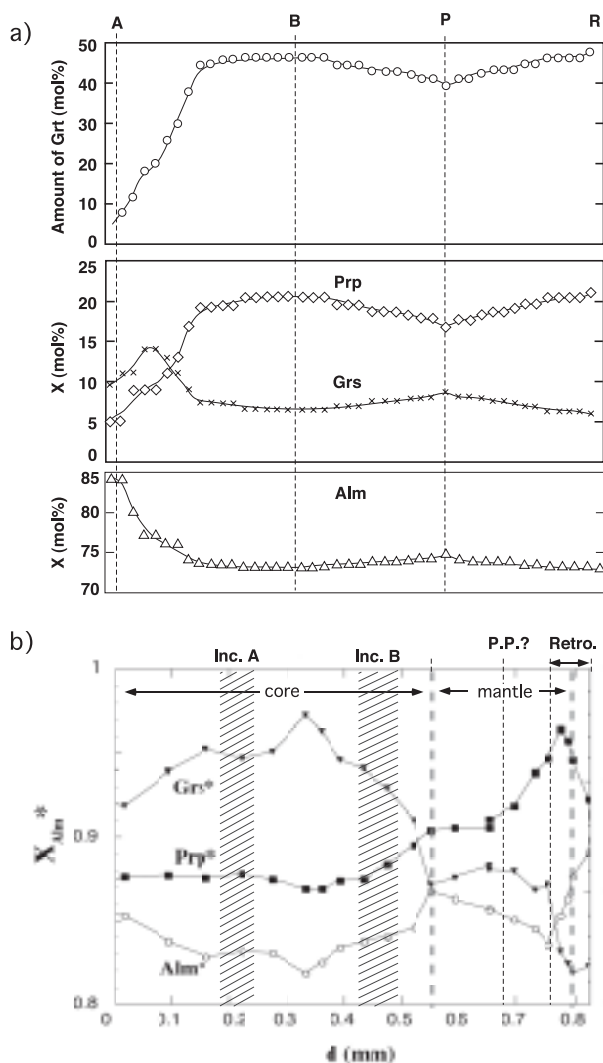 a)
A B P R
50
40
30
20
10
0
Amount of Grt (mol%)
25
20
15
10
5
0
X (mol%)
Prp
Grs
85
80
75
70
X (mol%)
Alm
b)
P.P.? Retro.
Inc. A Inc. B
core mantle
1
0.9
0.8
X Alm *
Grs*
Prp*
Alm*
0 0.1 0.2 0.3 0.4 0.5 0.6 0.7 0.8
d (mm)